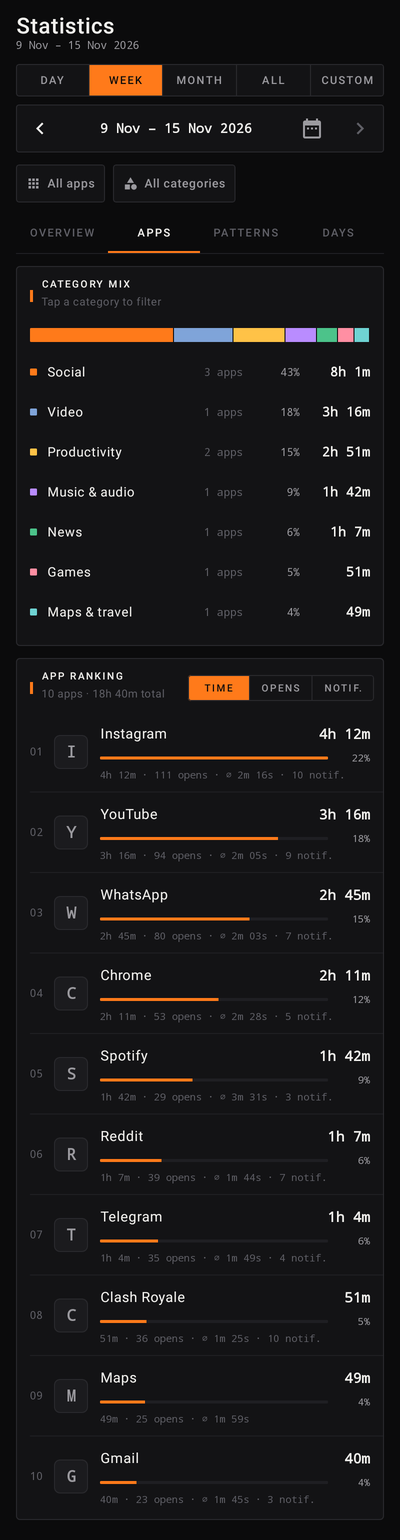 Statistics
9 Nov – 15 Nov 2026
DAY WEEK MONTH ALL CUSTOM
9 Nov – 15 Nov 2026
All apps All categories
OVERVIEW APPS PATTERNS DAYS
CATEGORY MIX
Tap a category to filter
Social 3 apps 43% 8h 1m
Video 1 apps 18% 3h 16m
Productivity 2 apps 15% 2h 51m
Music & audio 1 apps 9% 1h 42m
News 1 apps 6% 1h 7m
Games 1 apps 5% 51m
Maps & travel 1 apps 4% 49m
APP RANKING
10 apps · 18h 40m total
TIME OPENS NOTIF.
Instagram 4h 12m
01 I 22%
4h 12m · 111 opens · ⌀ 2m 16s · 10 notif.
YouTube 3h 16m
02 Y 18%
3h 16m · 94 opens · ⌀ 2m 05s · 9 notif.
WhatsApp 2h 45m
03 W 15%
2h 45m · 80 opens · ⌀ 2m 03s · 7 notif.
Chrome 2h 11m
04 C 12%
2h 11m · 53 opens · ⌀ 2m 28s · 5 notif.
Spotify 1h 42m
05 S 9%
1h 42m · 29 opens · ⌀ 3m 31s · 3 notif.
Reddit 1h 7m
06 R 6%
1h 7m · 39 opens · ⌀ 1m 44s · 7 notif.
Telegram 1h 4m
07 T 6%
1h 4m · 35 opens · ⌀ 1m 49s · 4 notif.
Clash Royale 51m
08 C 5%
51m · 36 opens · ⌀ 1m 25s · 10 notif.
Maps 49m
09 M 4%
49m · 25 opens · ⌀ 1m 59s
Gmail 40m
10 G 4%
40m · 23 opens · ⌀ 1m 45s · 3 notif.